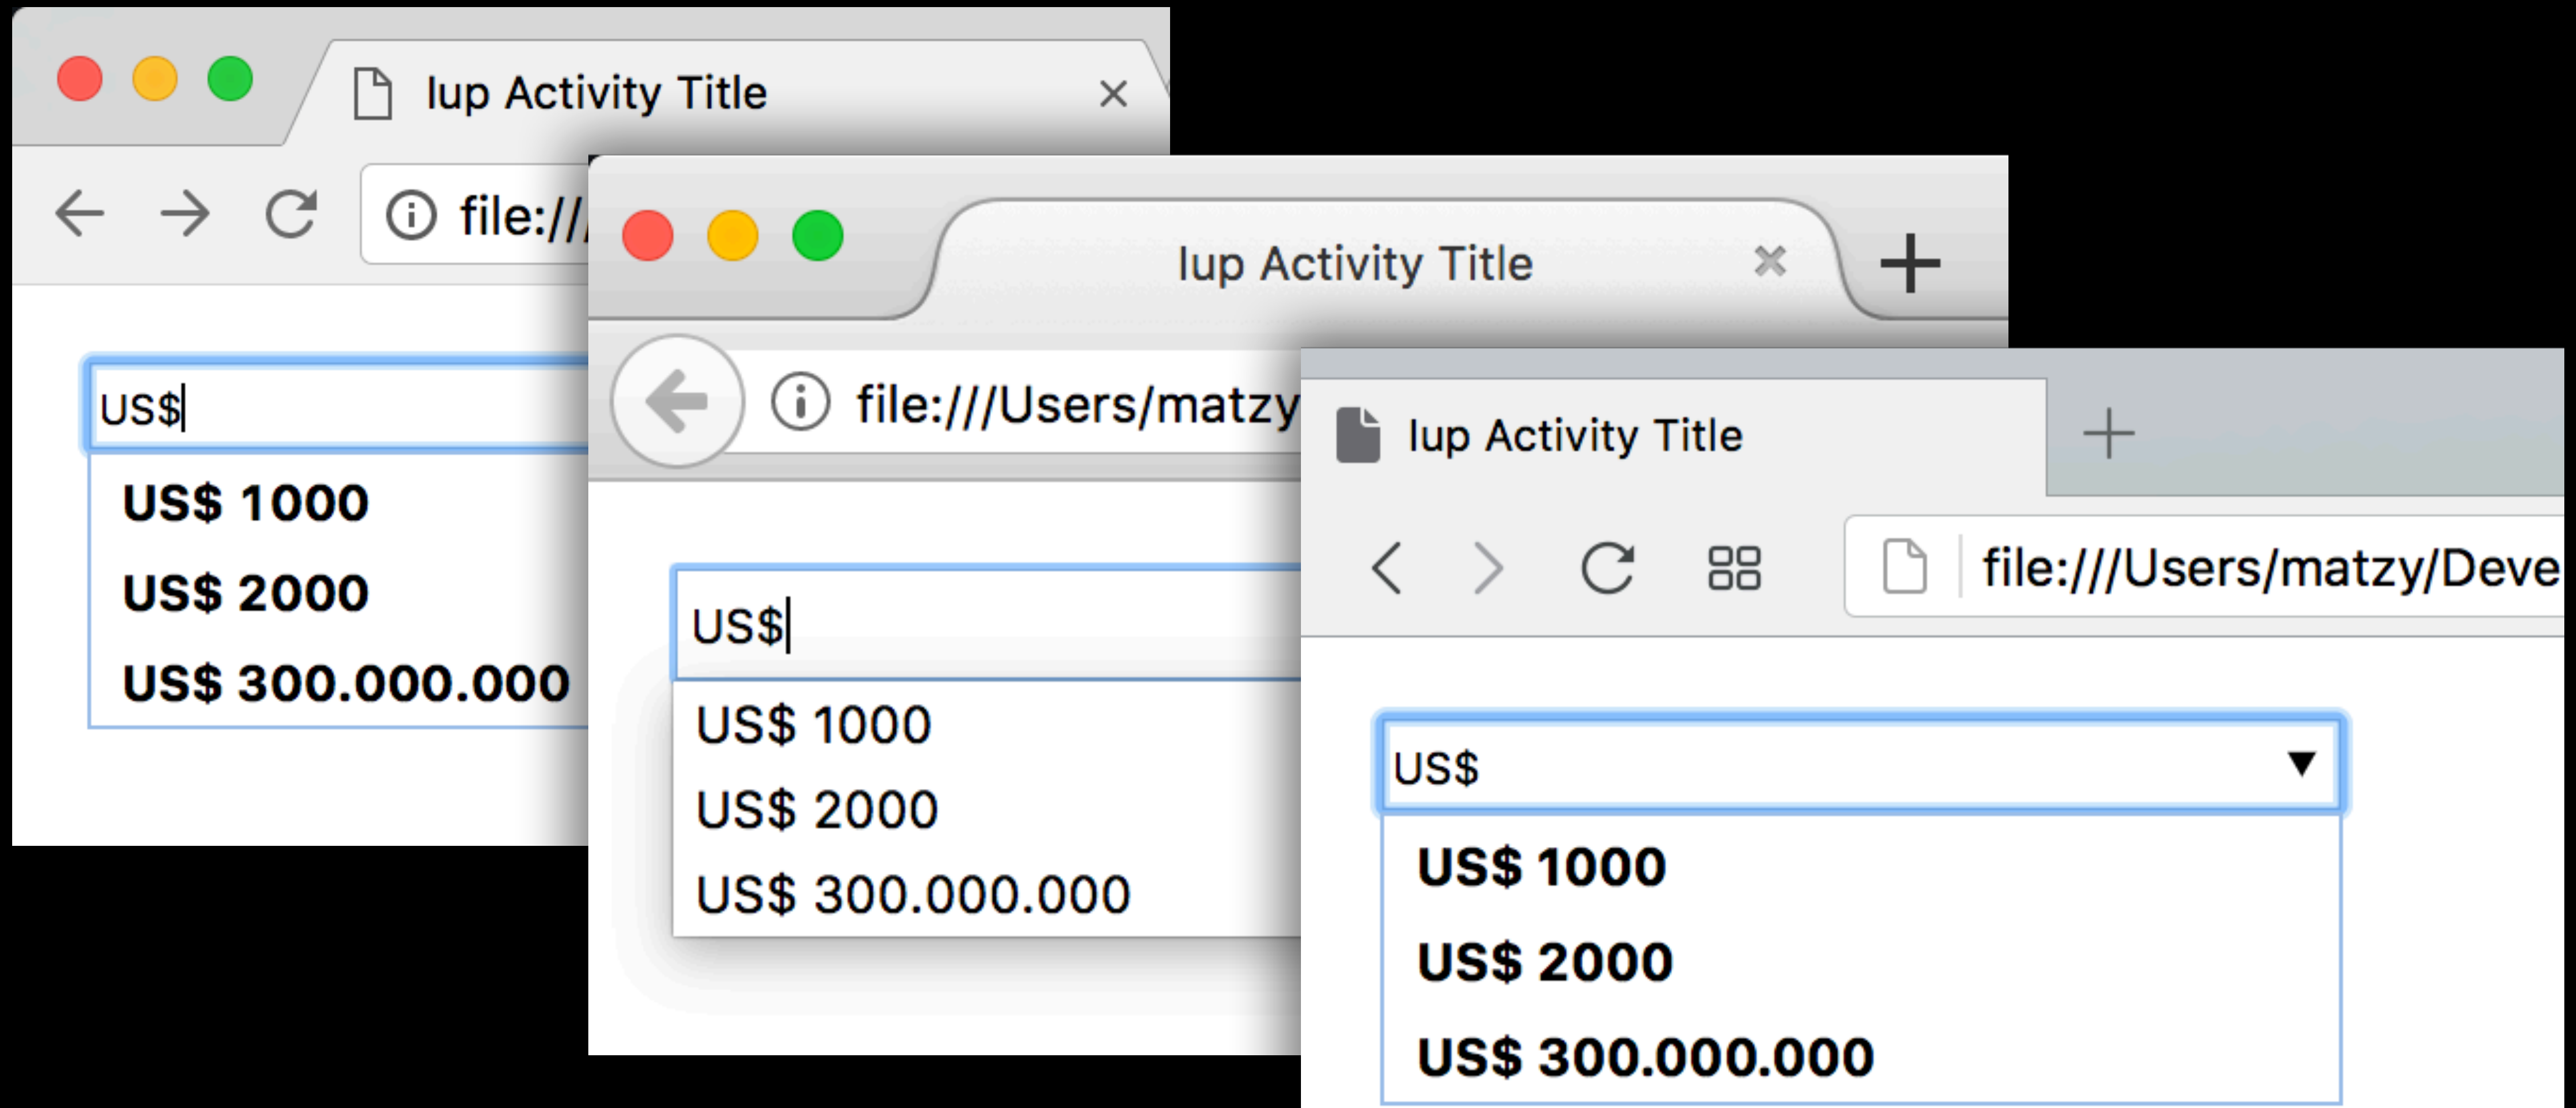 Iup Activity Title
file:///
US$
US$ 1000
US$ 2000
US$ 300.000.000
Iup Activity Title
file:///Users/matzy
US$
US$ 1000
US$ 2000
US$ 300.000.000
Iup Activity Title
file:///Users/matzy/Deve
US$
US$ 1000
US$ 2000
US$ 300.000.000